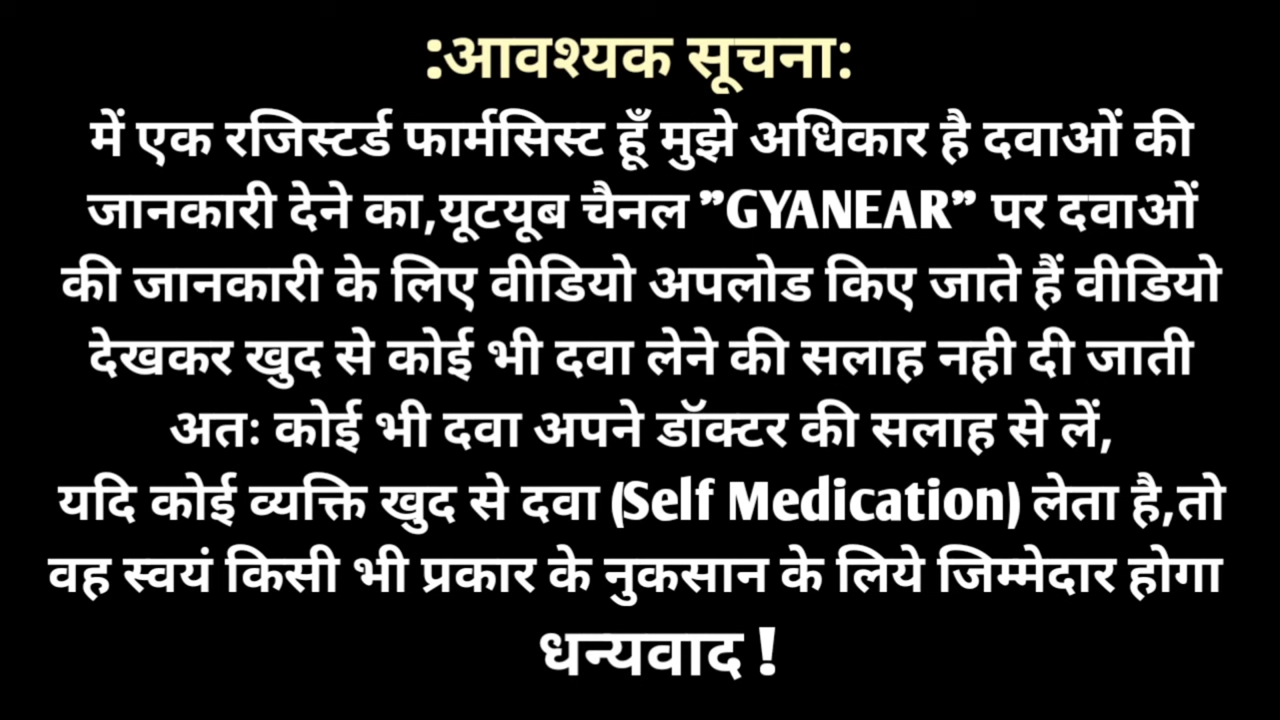 :आवश्यक सूचना:
में एक रजिस्टर्ड फार्मसिस्ट हूँ मुझे अधिकार है दवाओं की
जानकारी देने का,यूटयूब चैनल ”GYANEAR” पर दवाओं
की जानकारी के लिए वीडियो अपलोड किए जाते हैं वीडियो
देखकर खुद से कोई भी दवा लेने की सलाह नही दी जाती
अतः कोई भी दवा अपने डॉक्टर की सलाह से लें,
यदि कोई व्यक्ति खुद से दवा (Self Medication) लेता है,तो
वह स्वयं किसी भी प्रकार के नुकसान के लिये जिम्मेदार होगा
धन्यवाद !